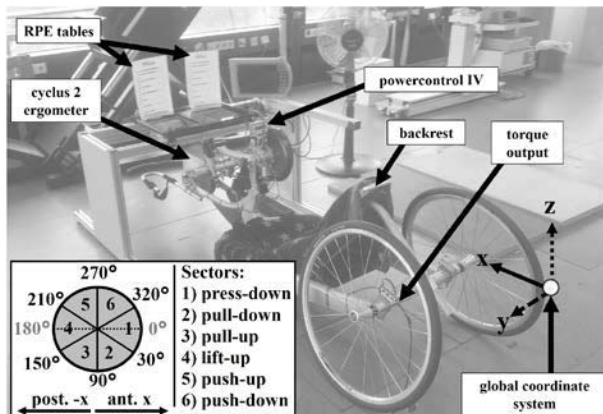 RPE tables
cyclus 2
ergometer
powercontrol IV
backrest
torque
output
z
x
y
global coordinate
system
270°
210°
320°
180°
0°
150°
30°
90°
5
6
4
1
3
2
post. -x
ant. x
Sectors:
1) press-down
2) pull-down
3) pull-up
4) lift-up
5) push-up
6) push-down